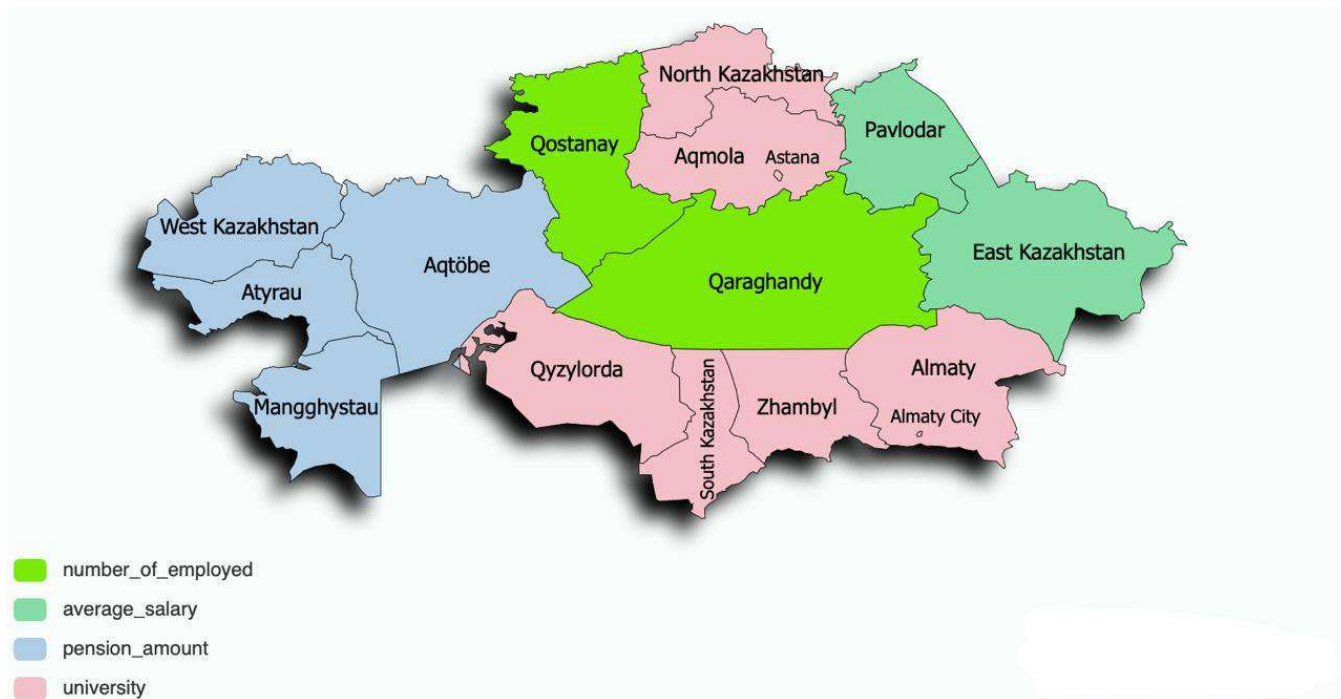 North Kazakhstan
Pavlodar
Qostanay
Aqmola
Astana
West Kazakhstan
East Kazakhstan
Aqtöbe
Qaraghandy
Atyrau
Qyzylorda
South Kazakhstan
Almaty
Mangghystau
Zhambyl
Almaty City
number_of_employed
average_salary
pension_amount
university